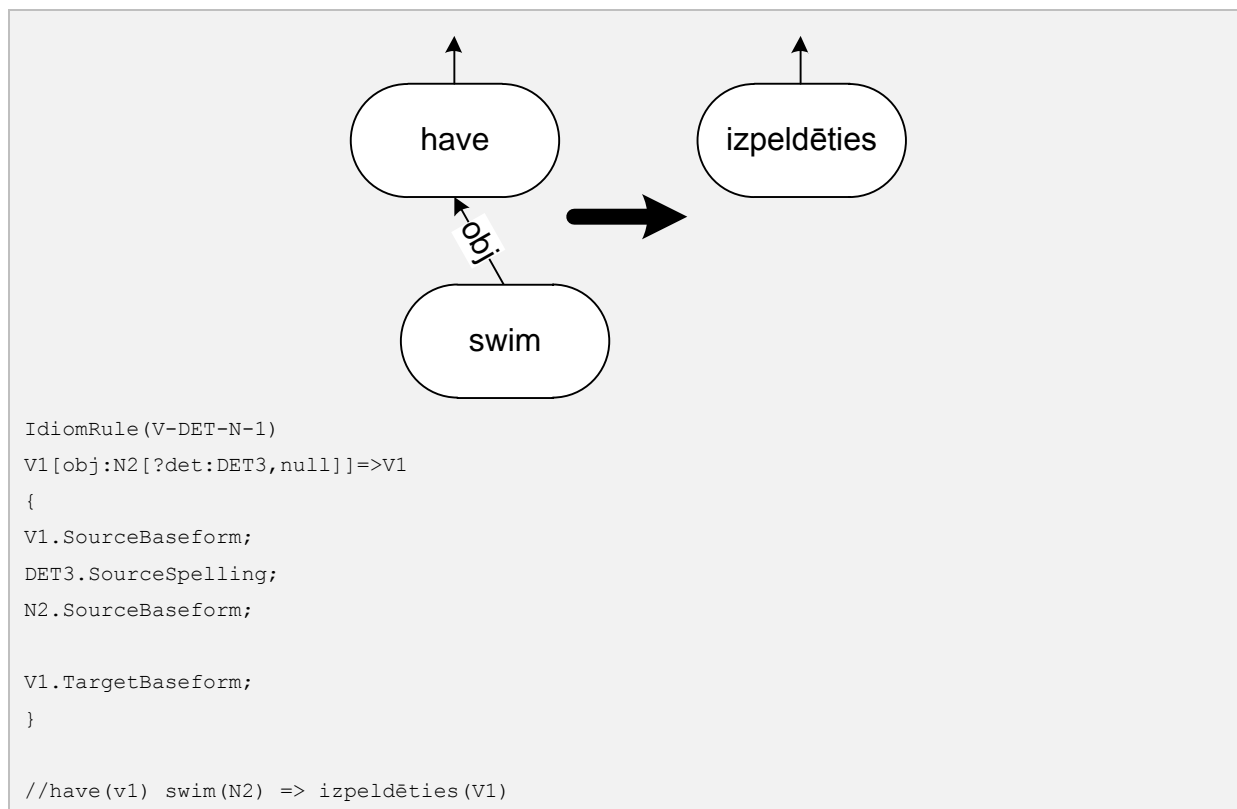 have
izpeldēties
obj
swim
IdiomRule(V-DET-N-1)
V1[obj:N2[?det:DET3,null]]=>V1
{
V1.SourceBaseform;
DET3.SourceSpelling;
N2.SourceBaseform;
V1.TargetBaseform;
}
//have(v1) swim(N2) => izpeldēties(V1)